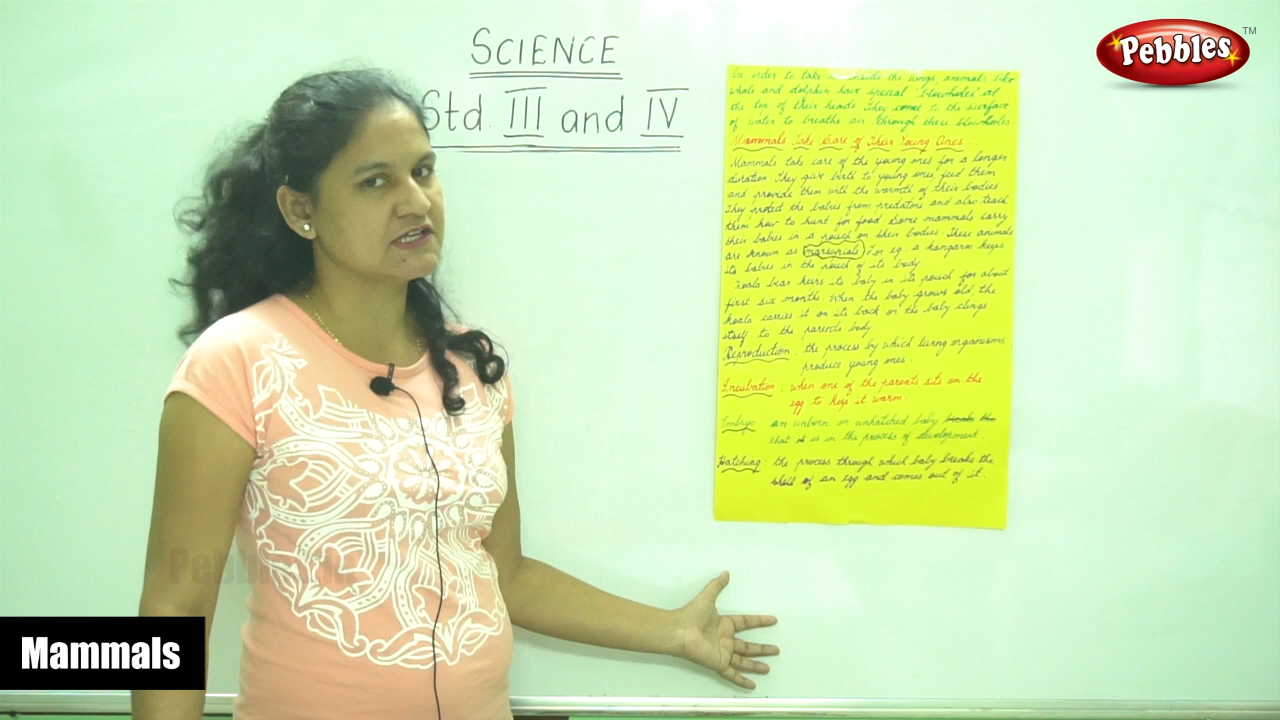 SCIENCE
Std. III and IV
Pebbles
TM
In order to take inside the lungs, animals like
whale and dolphin have special 'blowholes' at
the top of their heads. They come to the surface
of water to breathe air through these blowholes
Mammals Take Care of Their Young Ones.
Mammals take care of the young ones for a longer
duration. They give birth to young ones, feed them
and provide them with the warmth of their bodies.
They protect the babies from predators and also teach
them how to hunt for food. Some mammals carry
their babies in a pouch on their bodies. These animals
are known as marsupials. For eg. a kangaroo keeps
its babies in the pouch of its body.
Koala bear keeps its baby in its pouch for about
first six months. When the baby grows old, the
koala carries it on its back or the baby clings
itself to the parents body.
Reproduction: the process by which living organisms
produce young ones.
Incubation: when one of the parents sits on the
egg to keep it warm.
Embryo: an unborn or unhatched baby
that is in the process of development.
Hatching: the process through which baby breaks the
shell of an egg and comes out of it.
Mammals